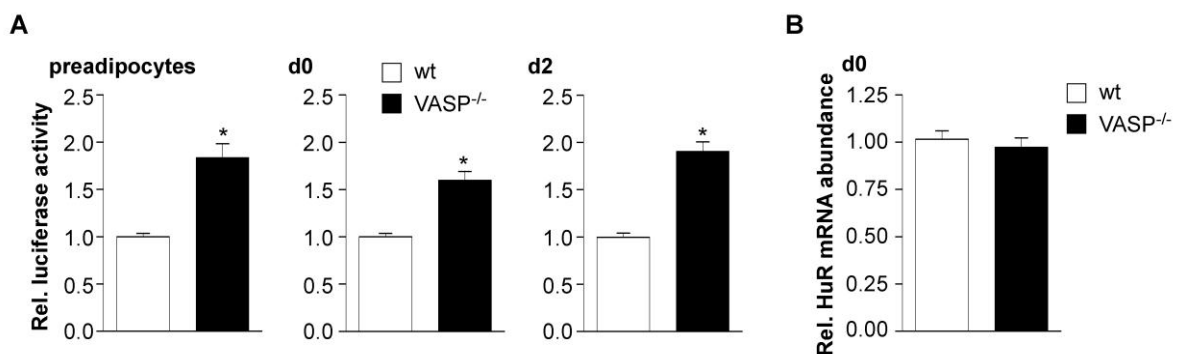 A
B
preadipocytes
d0
wt
VASP-/-
d2
d0
wt
VASP-/-
Rel. luciferase activity
2.5
2.0
1.5
1.0
0.5
0.0
*
2.5
2.0
1.5
1.0
0.5
0.0
*
2.5
2.0
1.5
1.0
0.5
0.0
*
Rel. HuR mRNA abundance
1.25
1.00
0.75
0.50
0.25
0.00